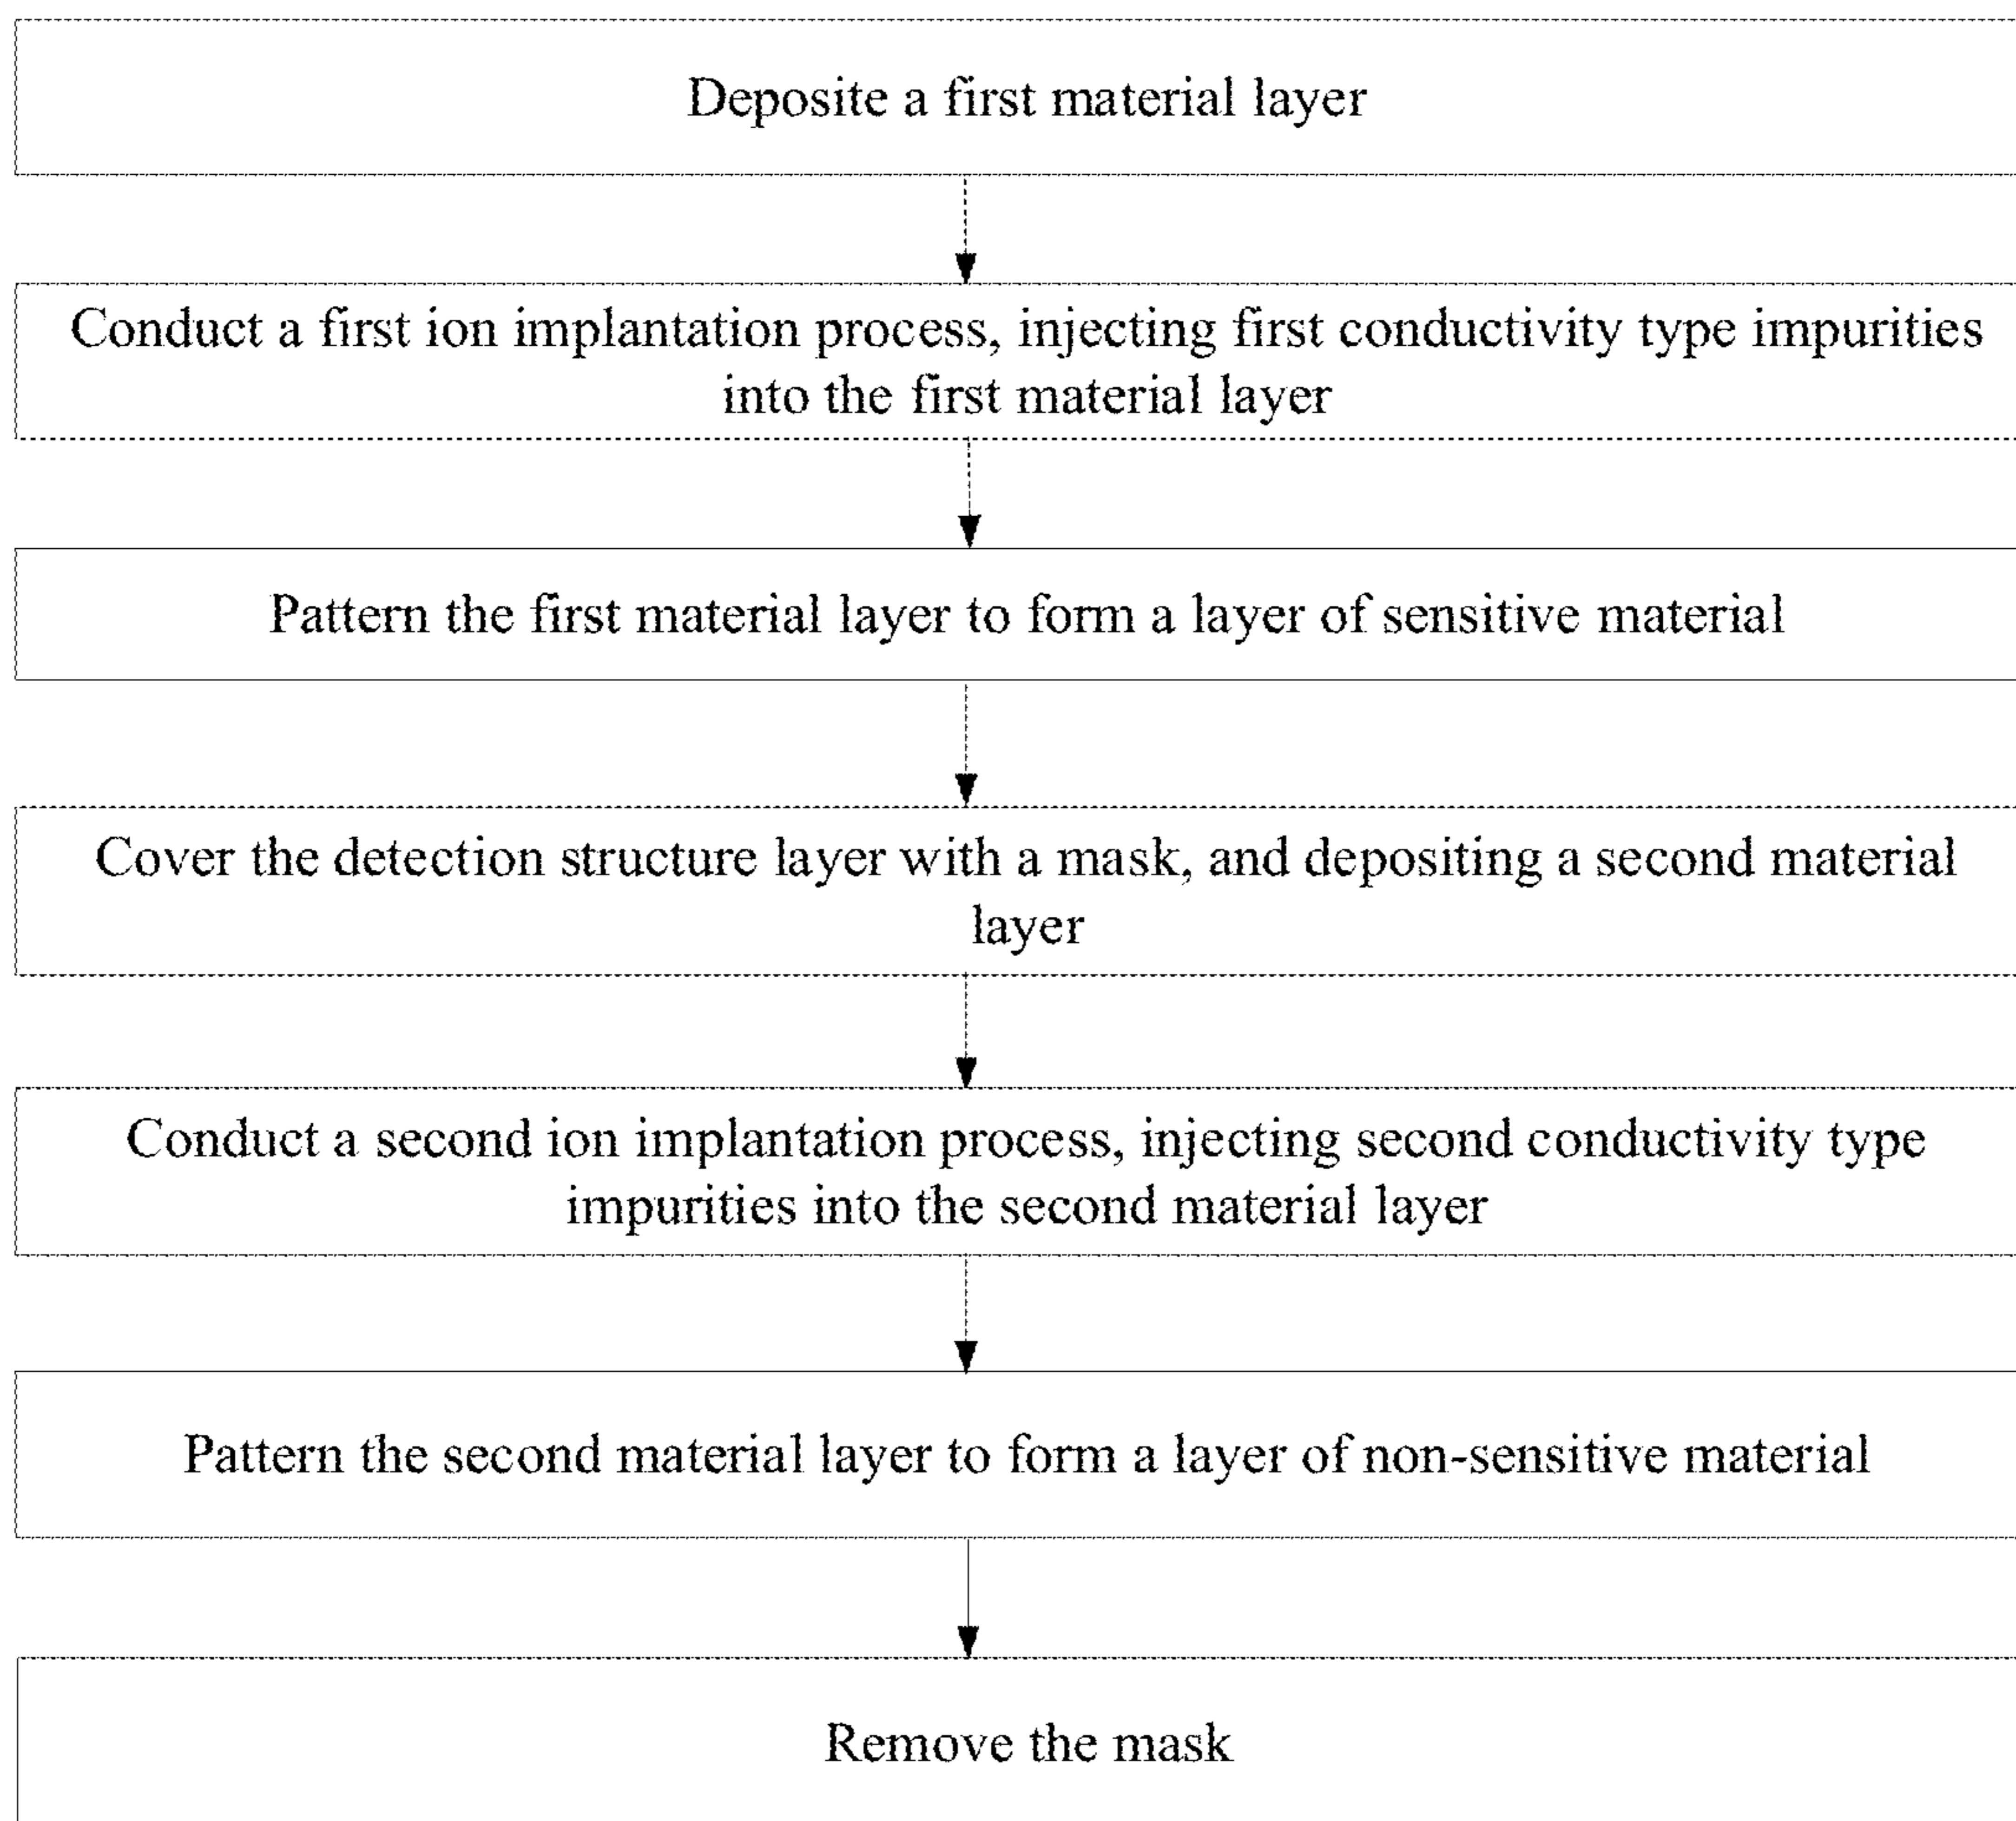 Deposite a first material layer
Conduct a first ion implantation process, injecting first conductivity type impurities
into the first material layer
Pattern the first material layer to form a layer of sensitive material
Cover the detection structure layer with a mask, and depositing a second material
layer
Conduct a second ion implantation process, injecting second conductivity type
impurities into the second material layer
Pattern the second material layer to form a layer of non-sensitive material
Remove the mask